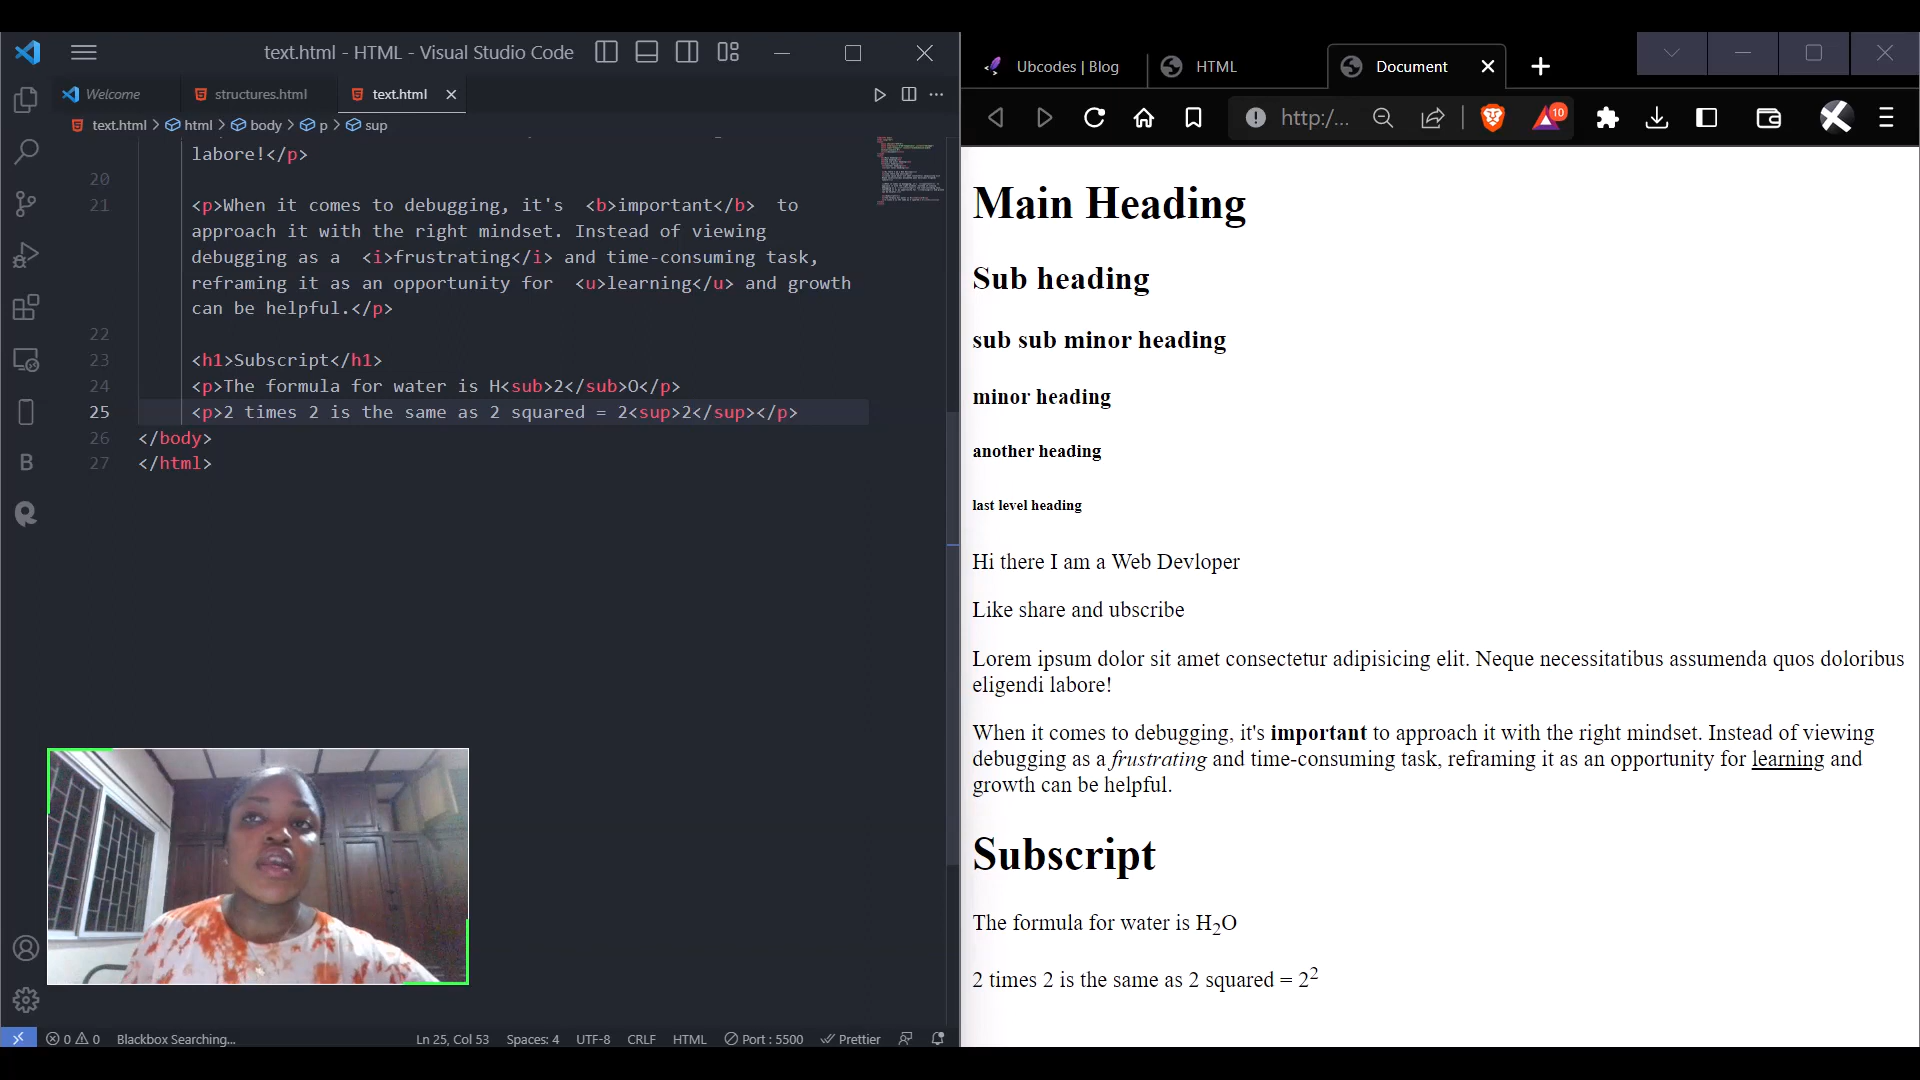 text.html - HTML - Visual Studio Code
Welcome
structures.html
text.html
text.html > html > body > p > sup
labore!</p>
20
21 <p>When it comes to debugging, it's <b>important</b> to
approach it with the right mindset. Instead of viewing
debugging as a <i>frustrating</i> and time-consuming task,
reframing it as an opportunity for <u>learning</u> and growth
can be helpful.</p>
22
23 <h1>Subscript</h1>
24 <p>The formula for water is H<sub>2</sub>O</p>
25 <p>2 times 2 is the same as 2 squared = 2<sup>2</sup></p>
26 </body>
27 </html>
B
0 0 Blackbox Searching... Ln 25, Col 53 Spaces: 4 UTF-8 CRLF HTML Port : 5500 Prettier
Ubcodes | Blog
HTML
Document
http:/...
10
Main Heading
Sub heading
sub sub minor heading
minor heading
another heading
last level heading
Hi there I am a Web Devloper
Like share and ubscribe
Lorem ipsum dolor sit amet consectetur adipisicing elit. Neque necessitatibus assumenda quos doloribus
eligendi labore!
When it comes to debugging, it's important to approach it with the right mindset. Instead of viewing
debugging as a frustrating and time-consuming task, reframing it as an opportunity for learning and
growth can be helpful.
Subscript
The formula for water is H₂O
2 times 2 is the same as 2 squared = 2²